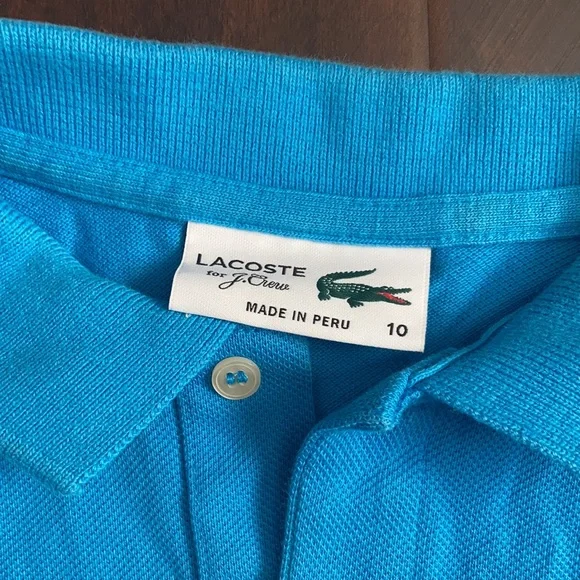 LACOSTE
for J.Crew
MADE IN PERU 10